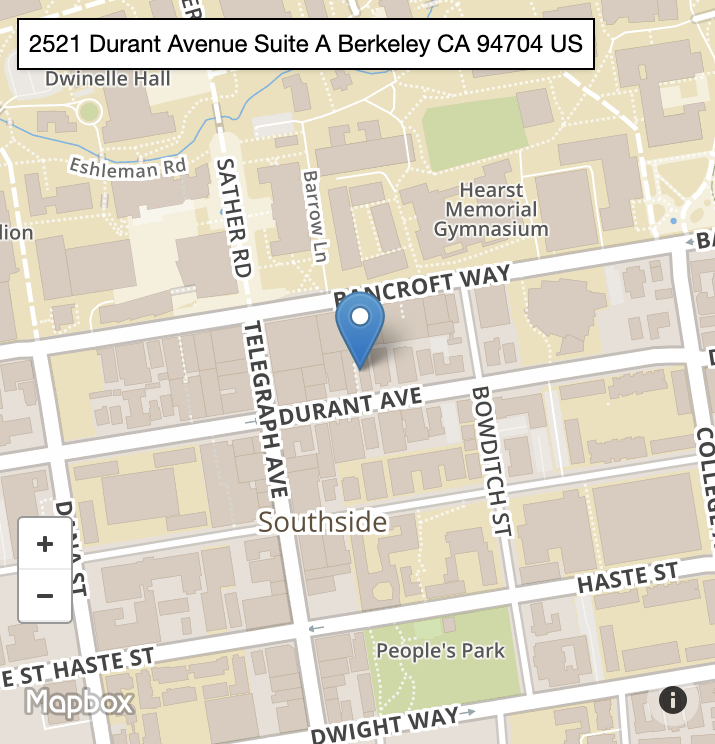 2521 Durant Avenue Suite A Berkeley CA 94704 US
Dwinelle Hall
Eshleman Rd
SATHER RD
Barrow Ln
Hearst
Memorial
Gymnasium
lion
BANCROFT WAY
BA
TELEGRAPH AVE
DURANT AVE
D
BOWDITCH ST
COLLEGE A
DANA ST
Southside
+
−
HASTE ST
People's Park
E ST HASTE ST
Mapbox
DWIGHT WAY
i